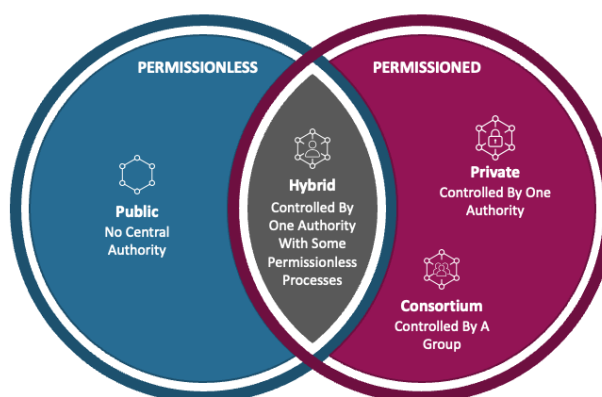 PERMISSIONLESS
PERMISSIONED
Public
No Central
Authority
Hybrid
Controlled By
One Authority
With Some
Permissionless
Processes
Private
Controlled By One
Authority
Consortium
Controlled By A
Group